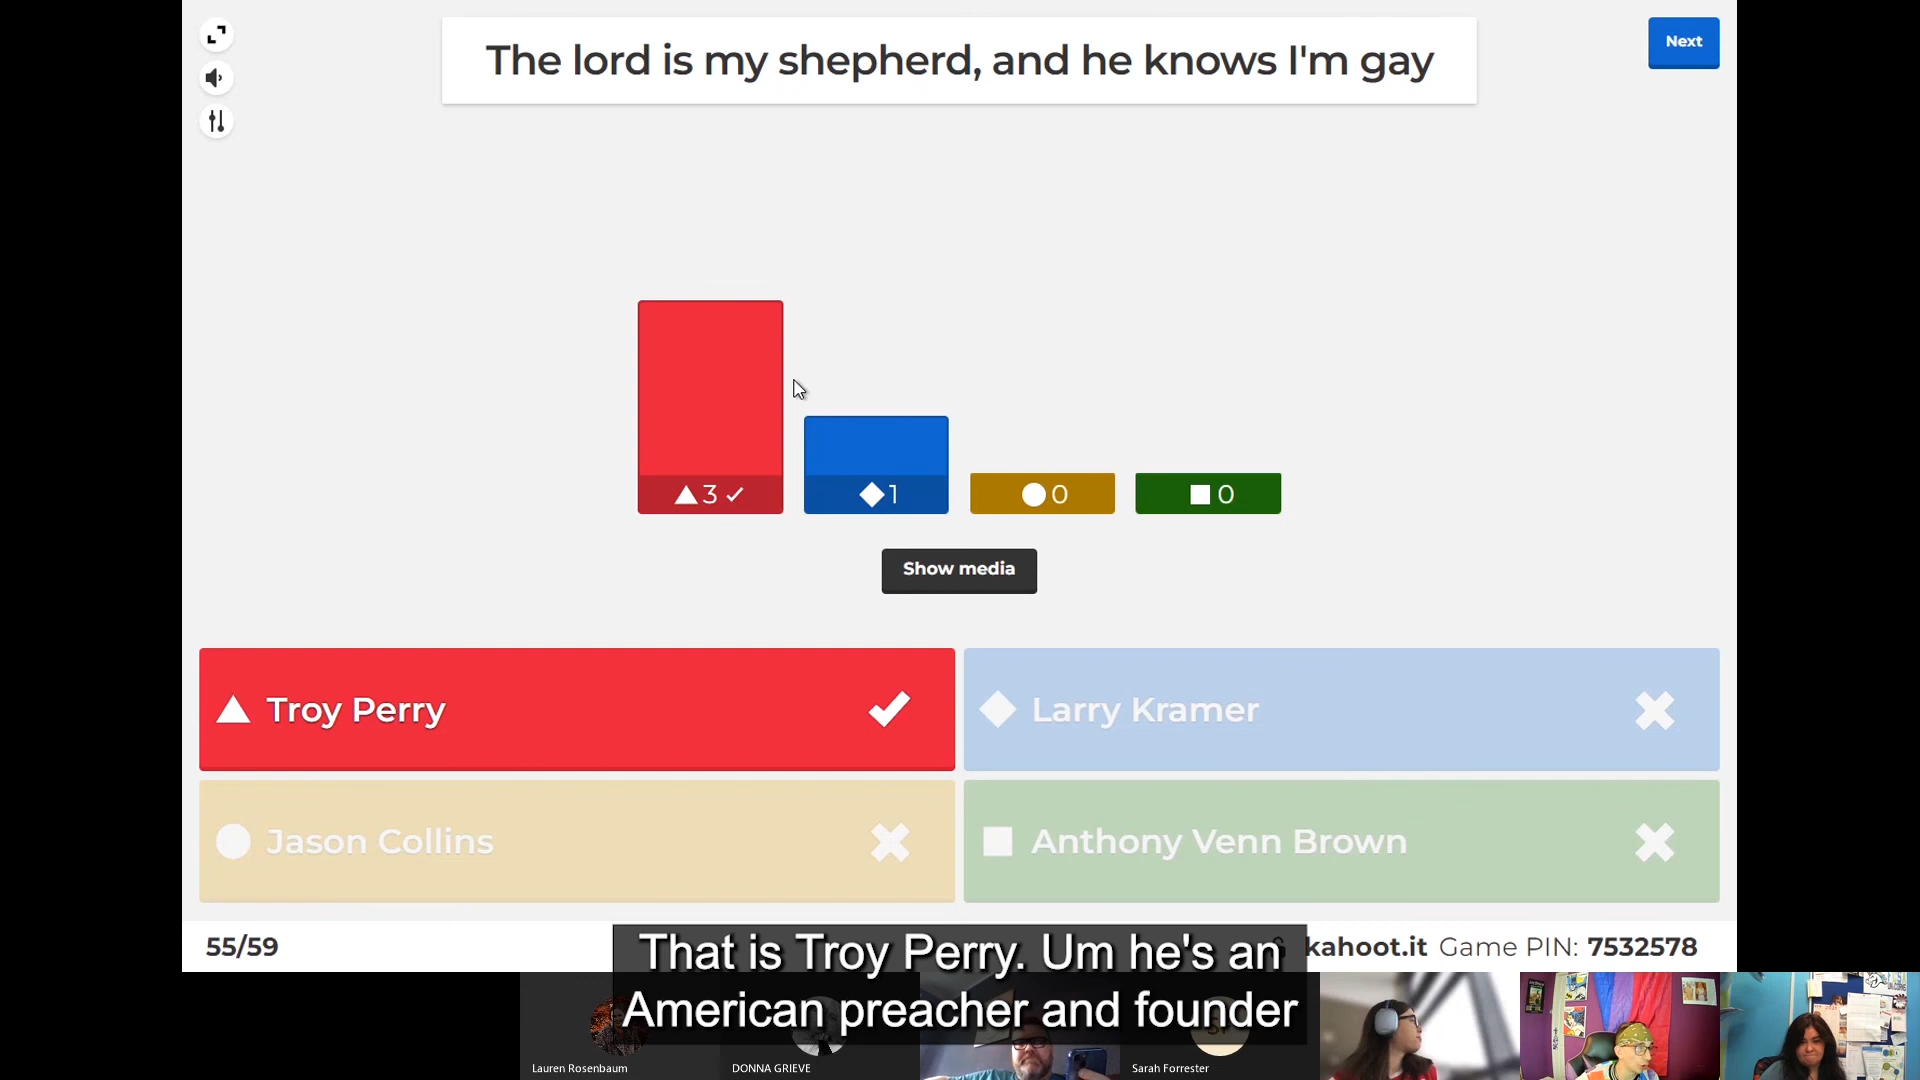 The lord is my shepherd, and he knows I'm gay
Next
3
1
0
0
Show media
Troy Perry
Larry Kramer
Jason Collins
Anthony Venn Brown
55/59
kahoot.it Game PIN: 7532578
That is Troy Perry. Um he's an
American preacher and founder
Lauren Rosenbaum
DONNA GRIEVE
Sarah Forrester